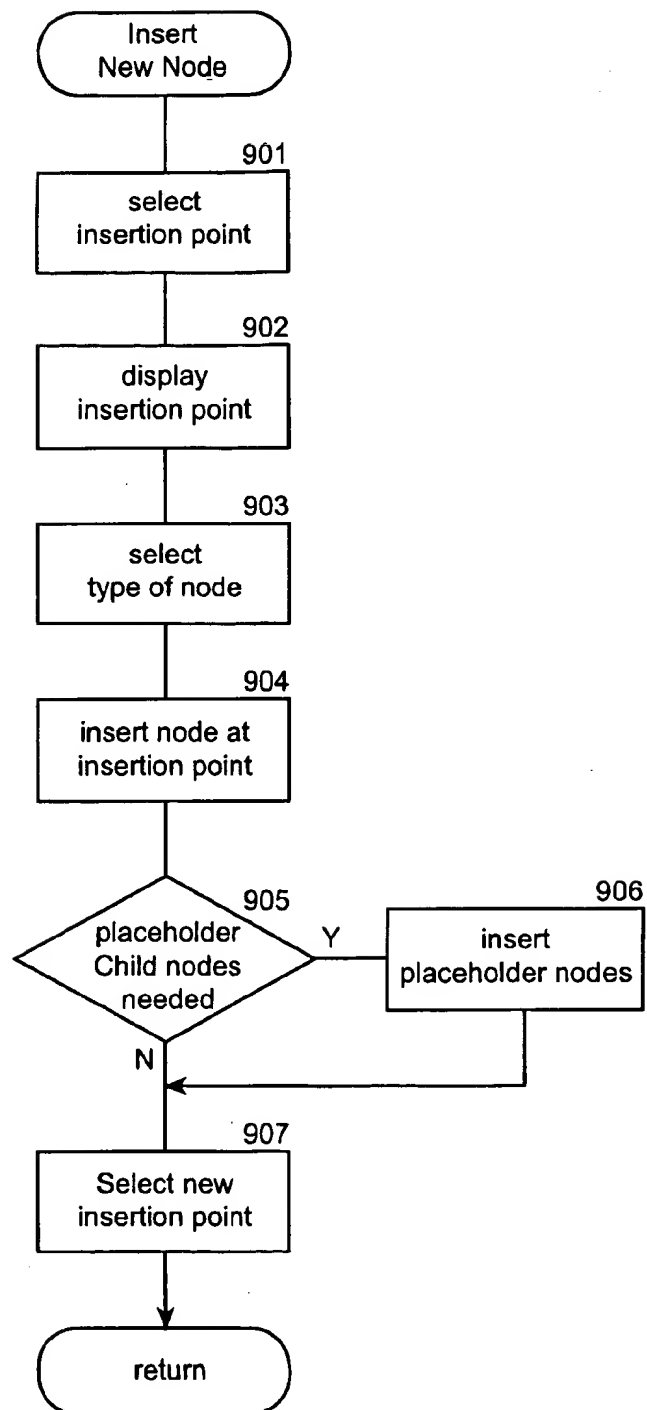 Insert
New Node
901
select
insertion point
902
display
insertion point
903
select
type of node
904
insert node at
insertion point
905
placeholder
Child nodes
needed
Y
N
906
insert
placeholder nodes
907
Select new
insertion point
return